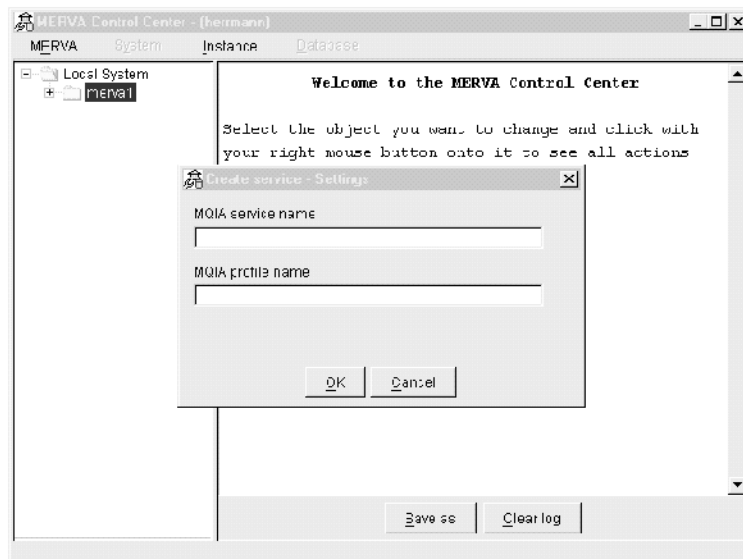 MERVA Control Center - (herrmann)
MERVA System Instance Database
Local System
merva1
Welcome to the MERVA Control Center
Select the object you want to change and click with
your right mouse button onto it to see all actions
Create service - Settings
MQIA service name
MQIA profile name
OK Cancel
Save as Clear log